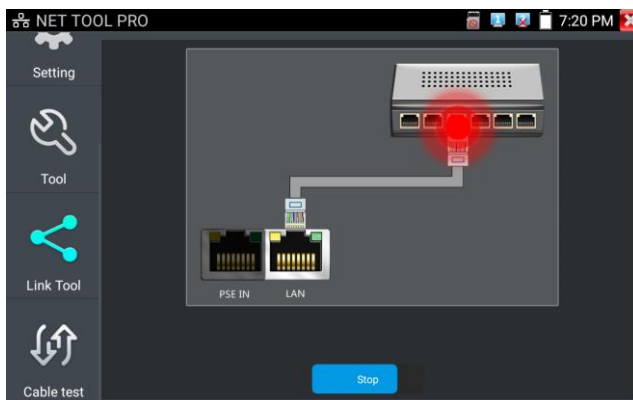 NET TOOL PRO
7:20 PM
Setting
Tool
Link Tool
Cable test
PSE IN
LAN
Stop